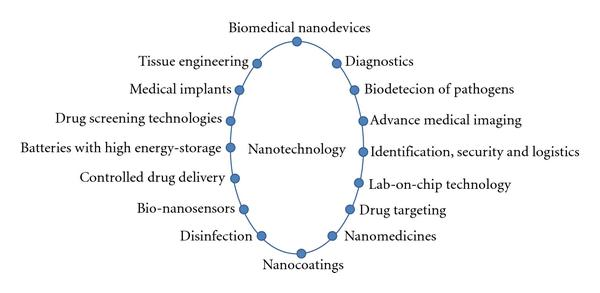 Biomedical nanodevices
Tissue engineering
Diagnostics
Medical implants
Biodetecion of pathogens
Drug screening technologies
Advance medical imaging
Batteries with high energy-storage
Nanotechnology
Identification, security and logistics
Controlled drug delivery
Lab-on-chip technology
Bio-nanosensors
Drug targeting
Disinfection
Nanomedicines
Nanocoatings